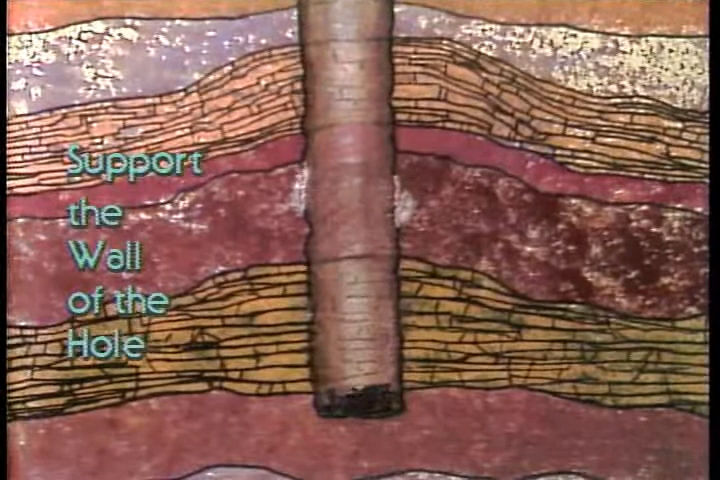 Support
the
Wall
of the
Hole